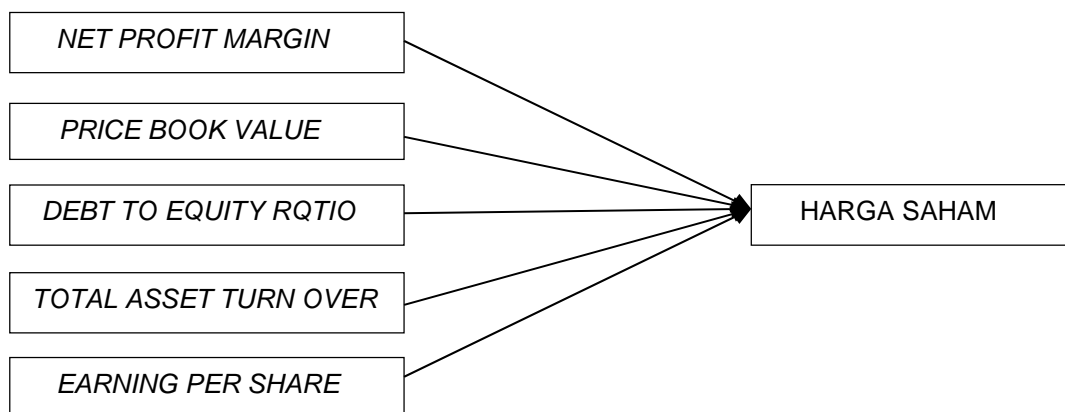 NET PROFIT MARGIN
PRICE BOOK VALUE
DEBT TO EQUITY RQTIO
HARGA SAHAM
TOTAL ASSET TURN OVER
EARNING PER SHARE